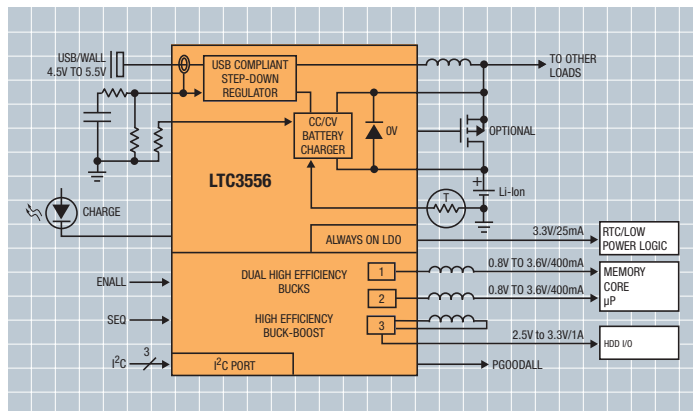 USB/WALL
4.5V TO 5.5V
USB COMPLIANT
STEP-DOWN
REGULATOR
TO OTHER
LOADS
CC/CV
BATTERY
CHARGER
0V
OPTIONAL
LTC3556
T
+
Li-Ion
CHARGE
ALWAYS ON LDO
3.3V/25mA
RTC/LOW
POWER LOGIC
ENALL
DUAL HIGH EFFICIENCY
BUCKS
1
0.8V TO 3.6V/400mA
MEMORY
CORE
µP
2
0.8V TO 3.6V/400mA
SEQ
HIGH EFFICIENCY
BUCK-BOOST
3
2.5V to 3.3V/1A
HDD I/O
I²C
3
I²C PORT
PGOODALL